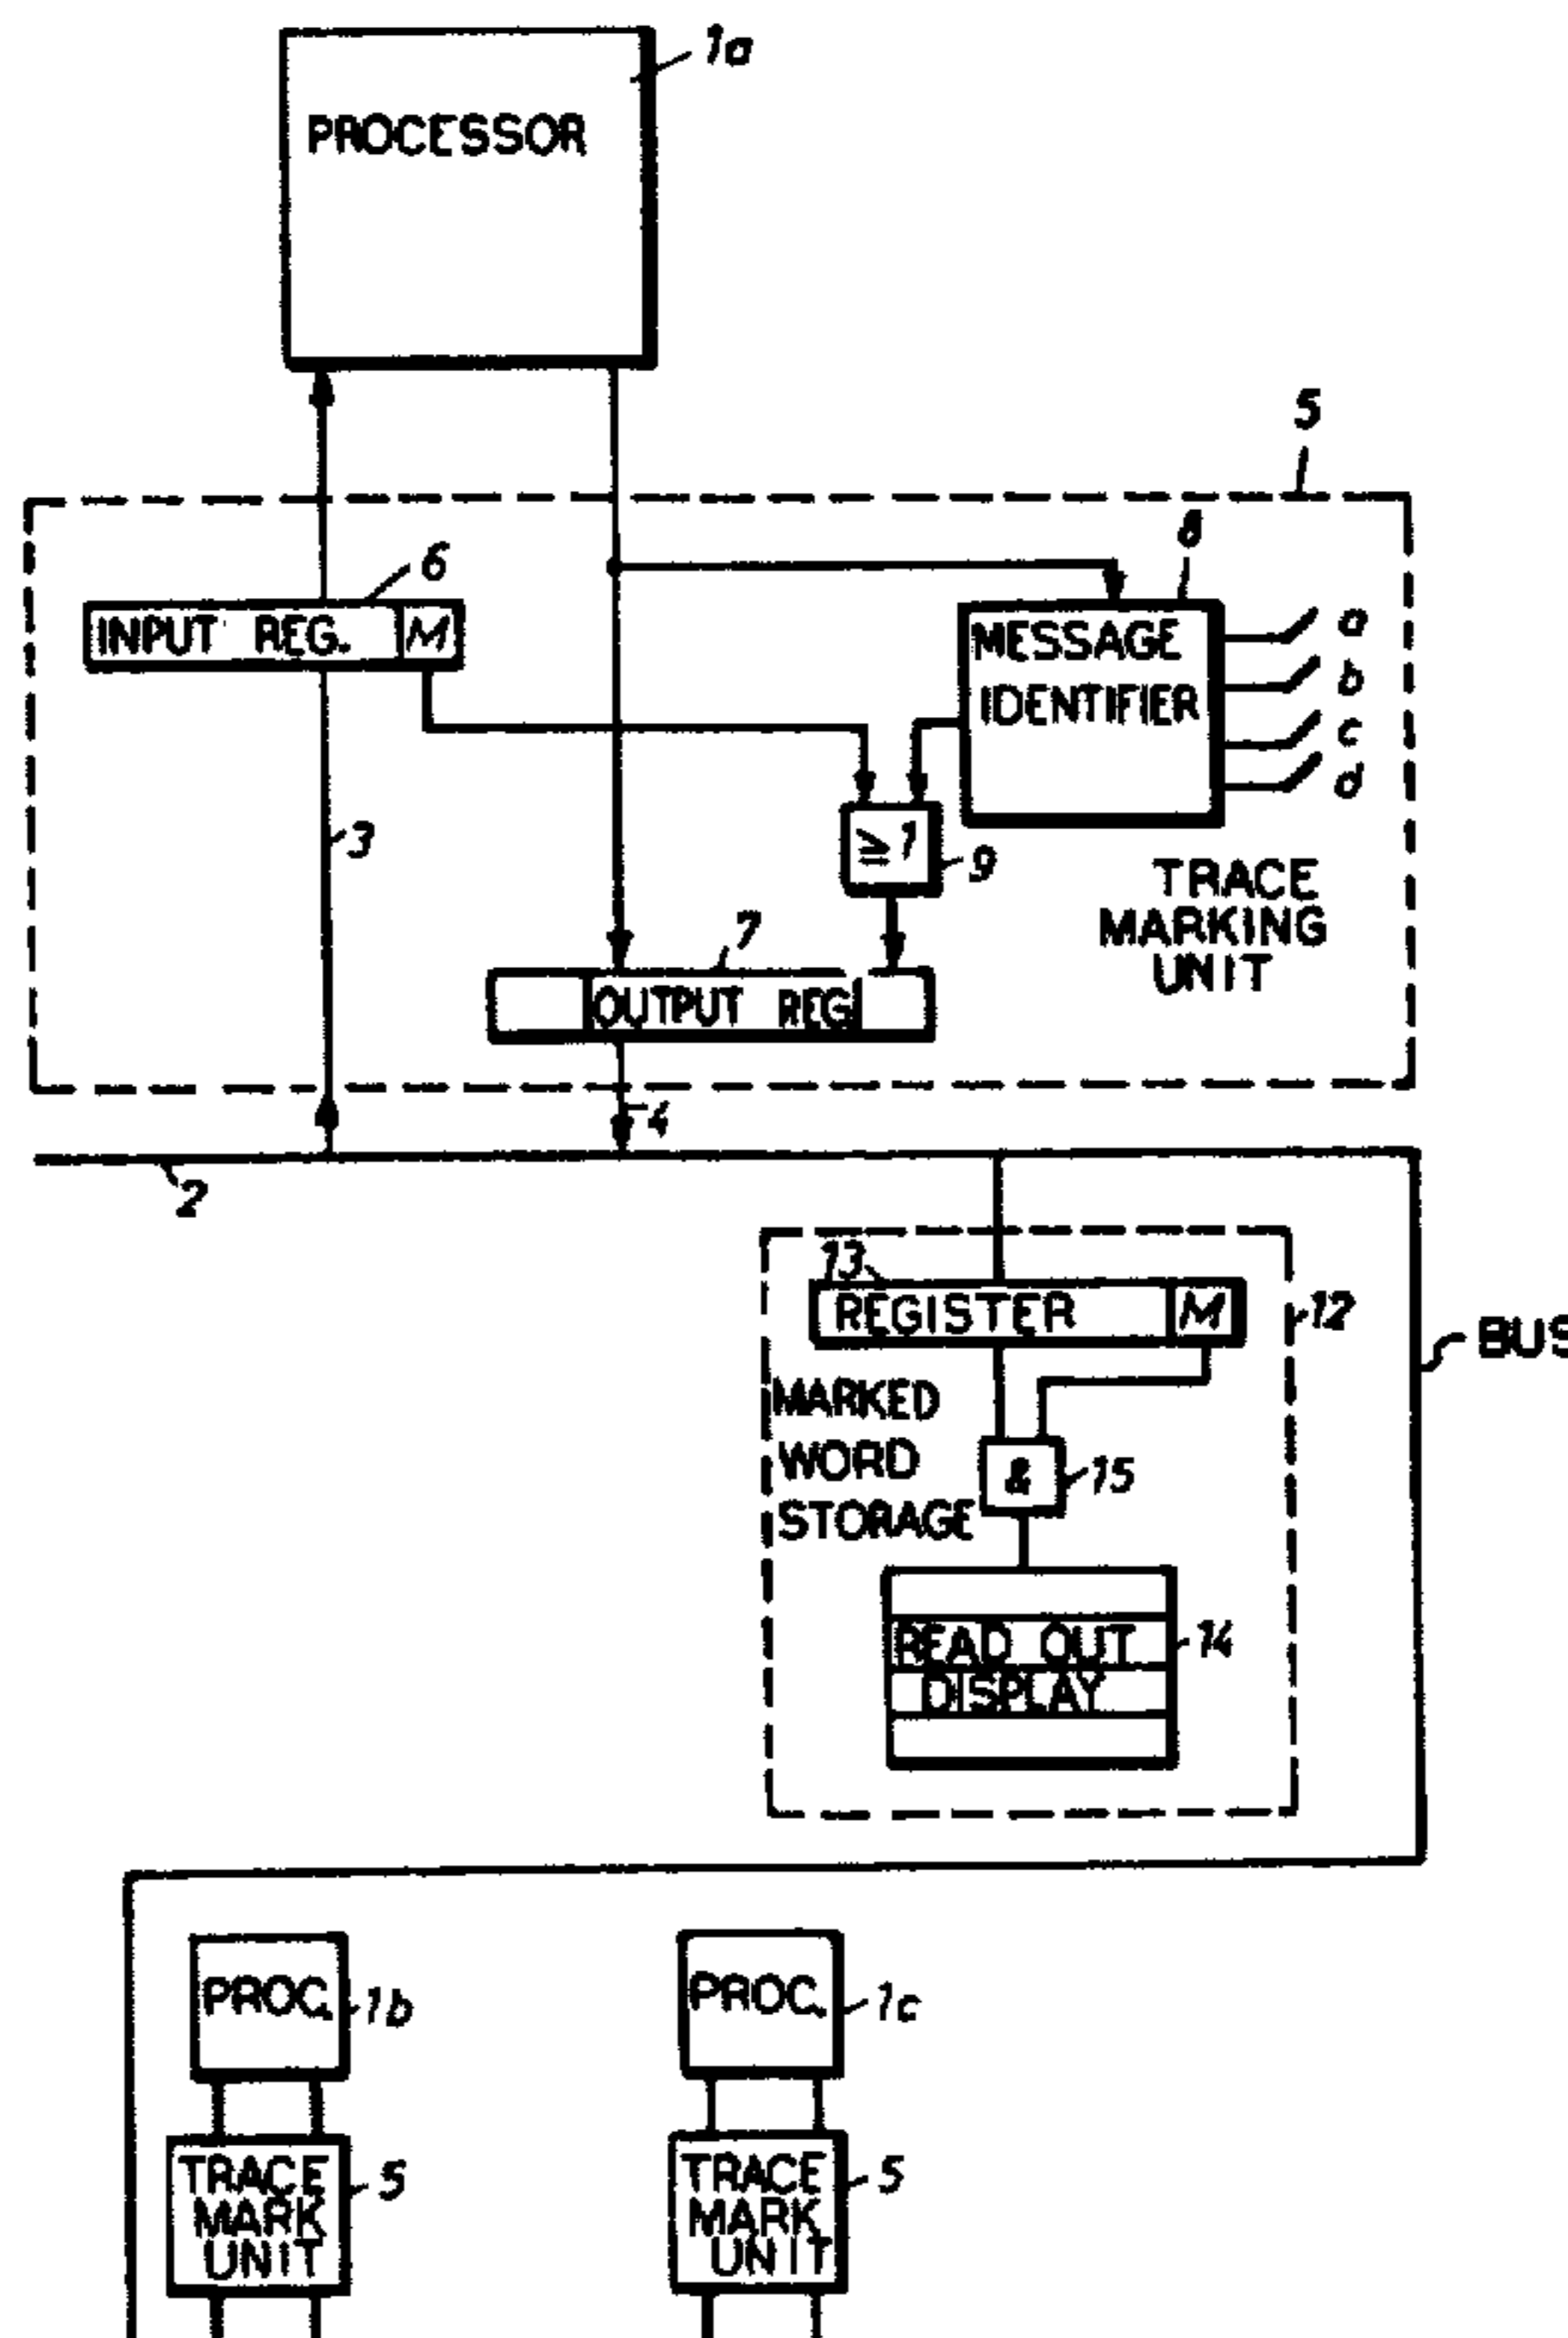 1a
PROCESSOR
5
8
6
INPUT REG. M
MESSAGE
IDENTIFIER
a
b
c
d
3
≥1
9
TRACE
MARKING
UNIT
7
OUTPUT REG.
4
2
13
REGISTER M
12
BUS
MARKED
WORD
STORAGE
&
15
READ OUT
DISPLAY
14
PROC.
1b
PROC.
1c
TRACE
MARK
UNIT
5
TRACE
MARK
UNIT
5